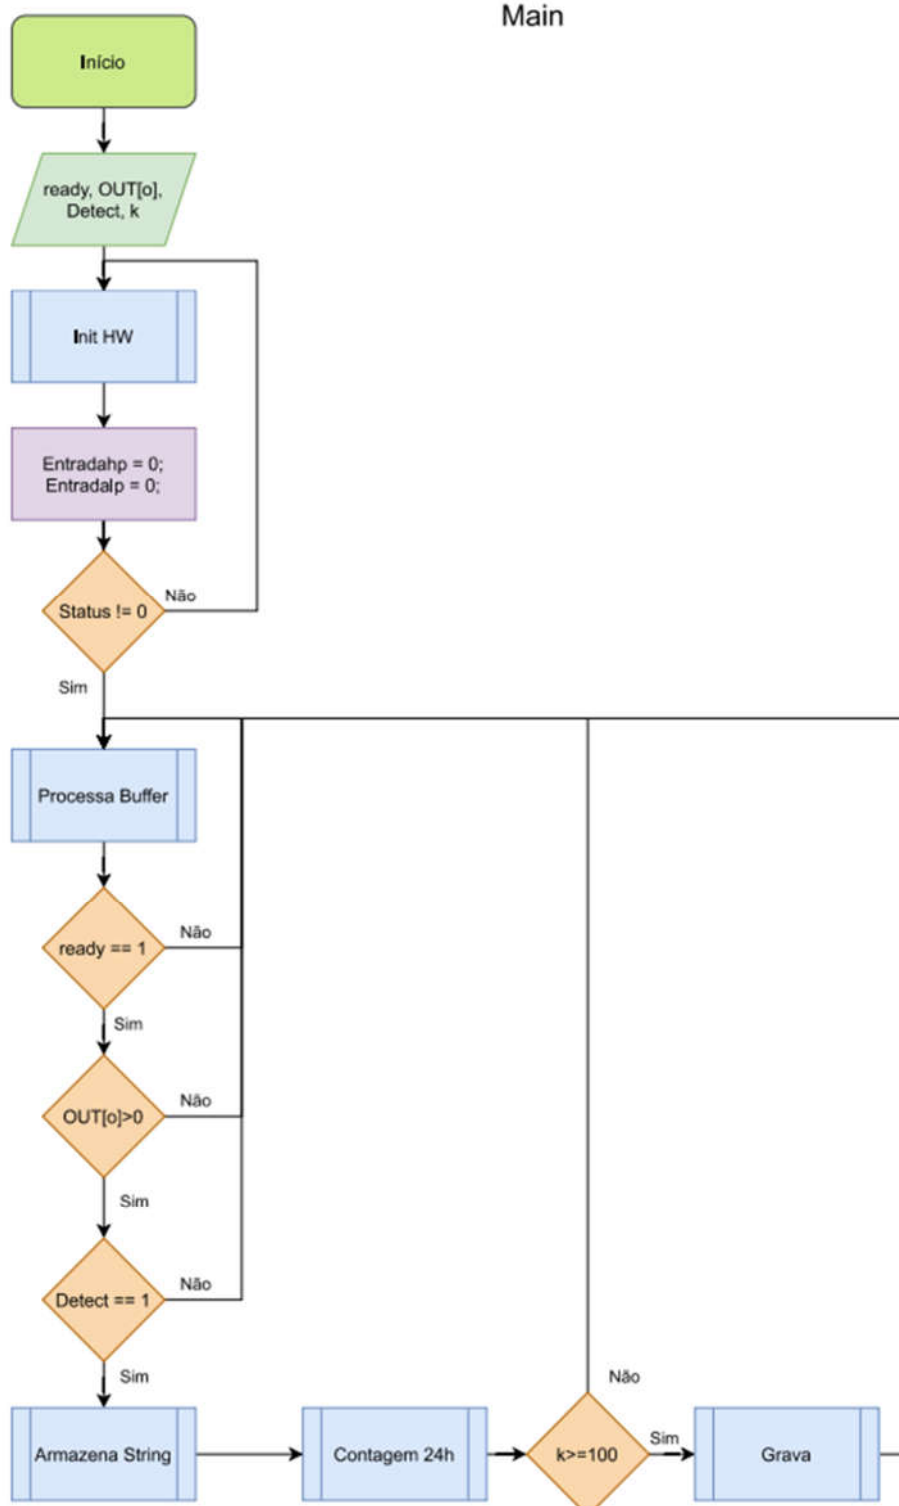 Main
Início
ready, OUT[o],
Detect, k
Init HW
Entradahp = 0;
Entradalp = 0;
Status != 0
Não
Sim
Processa Buffer
ready == 1
Não
Sim
OUT[o]>0
Não
Sim
Detect == 1
Não
Sim
Armazena String
Contagem 24h
k>=100
Não
Sim
Grava